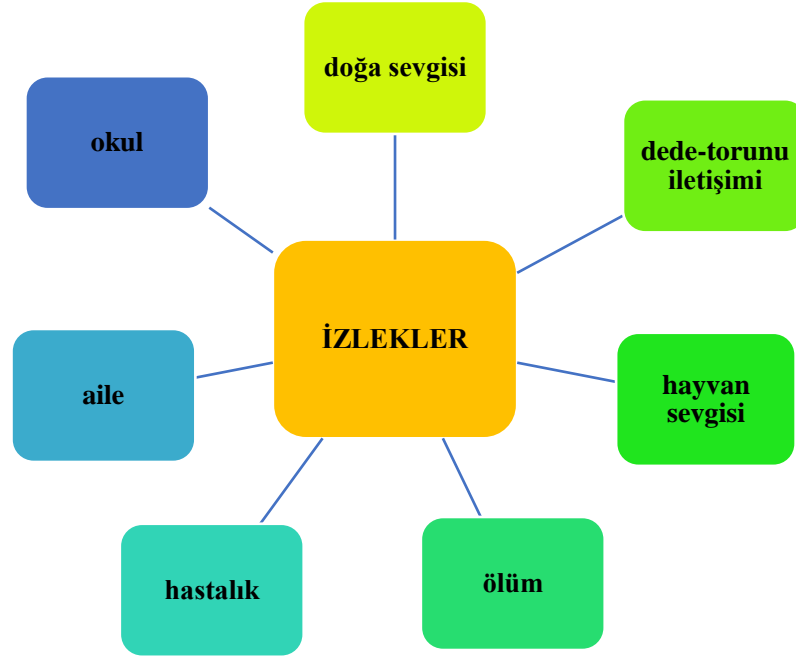 doğa sevgisi
okul
dede-torunu
iletişimi
İZLEKLER
aile
hayvan
sevgisi
hastalık
ölüm